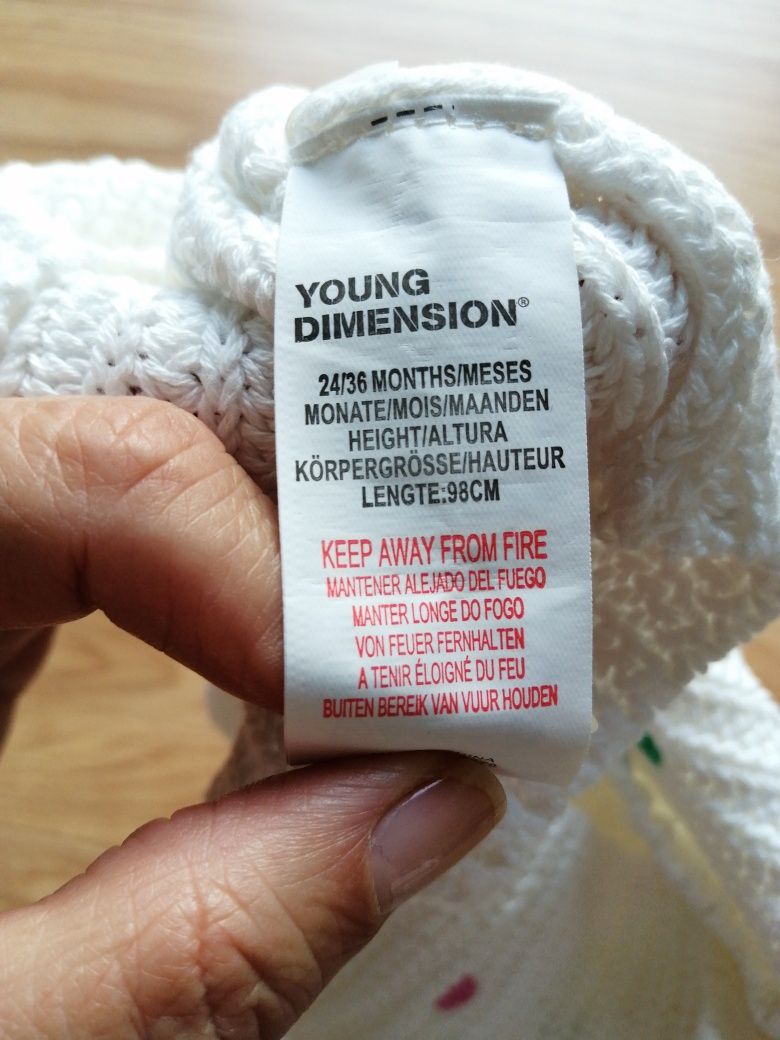 YOUNG
DIMENSION®
24/36 MONTHS/MESES
MONATE/MOIS/MAANDEN
HEIGHT/ALTURA
KÖRPERGRÖSSE/HAUTEUR
LENGTE:98CM
KEEP AWAY FROM FIRE
MANTENER ALEJADO DEL FUEGO
MANTER LONGE DO FOGO
VON FEUER FERNHALTEN
A TENIR ÉLOIGNÉ DU FEU
BUITEN BEREIK VAN VUUR HOUDEN